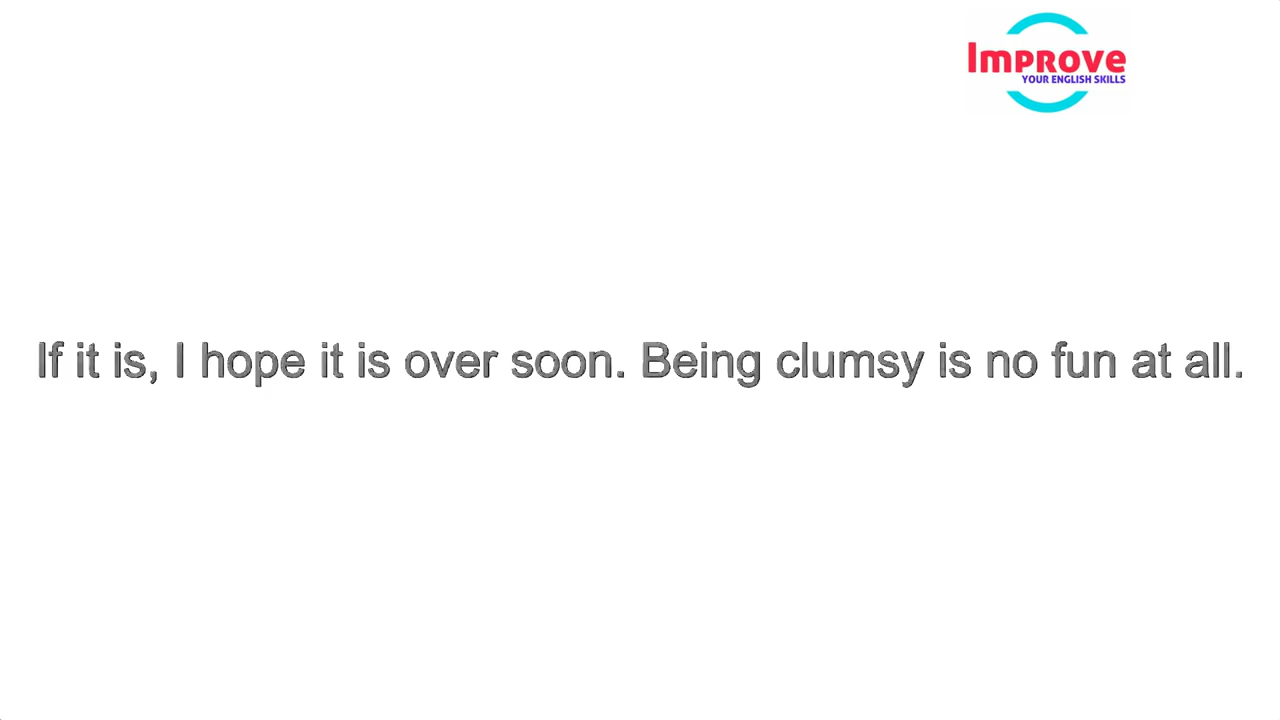 Improve
YOUR ENGLISH SKILLS
If it is, I hope it is over soon. Being clumsy is no fun at all.